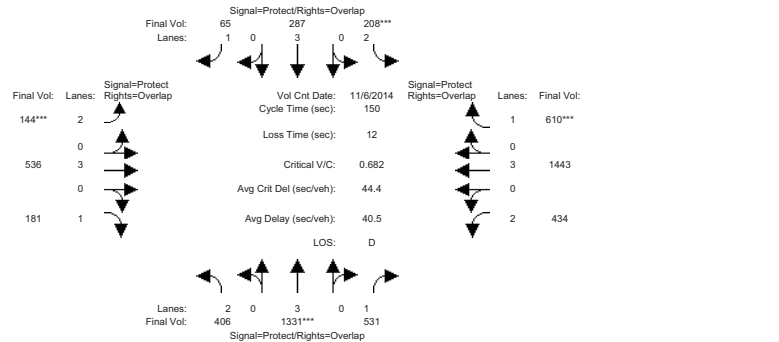 Signal=Protect/Rights=Overlap
Final Vol: 65 287 208***
Lanes: 1 0 3 0 2
Signal=Protect
Final Vol: Lanes: Rights=Overlap
Vol Cnt Date: 11/6/2014
Signal=Protect
Rights=Overlap Lanes: Final Vol:
Cycle Time (sec): 150
144*** 2
1 610***
Loss Time (sec): 12
0
0
536 3
Critical V/C: 0.682
3 1443
0
Avg Crit Del (sec/veh): 44.4
0
181 1
Avg Delay (sec/veh): 40.5
2 434
LOS: D
Lanes: 2 0 3 0 1
Final Vol: 406 1331*** 531
Signal=Protect/Rights=Overlap